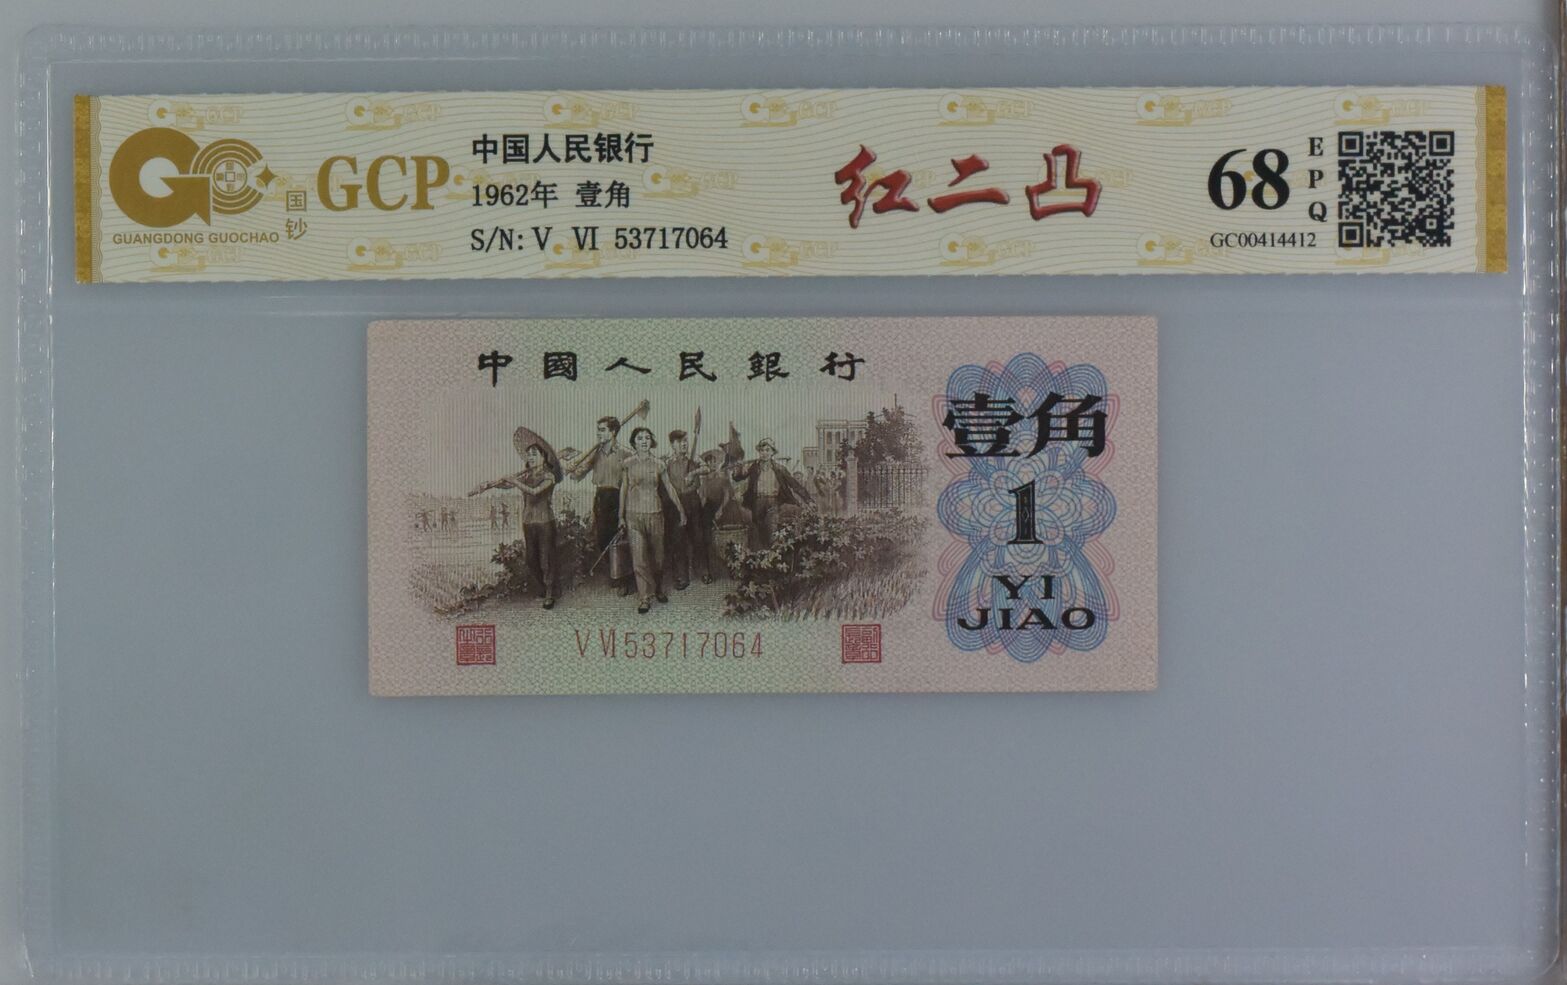 GCP
国钞
GUANGDONG GUOCHAO
中国人民银行
1962年 壹角
S/N: V Ⅵ 53717064
红二凸
68
EPQ
GC00414412
中國人民銀行
壹角
1
YI
JIAO
V Ⅵ 53717064